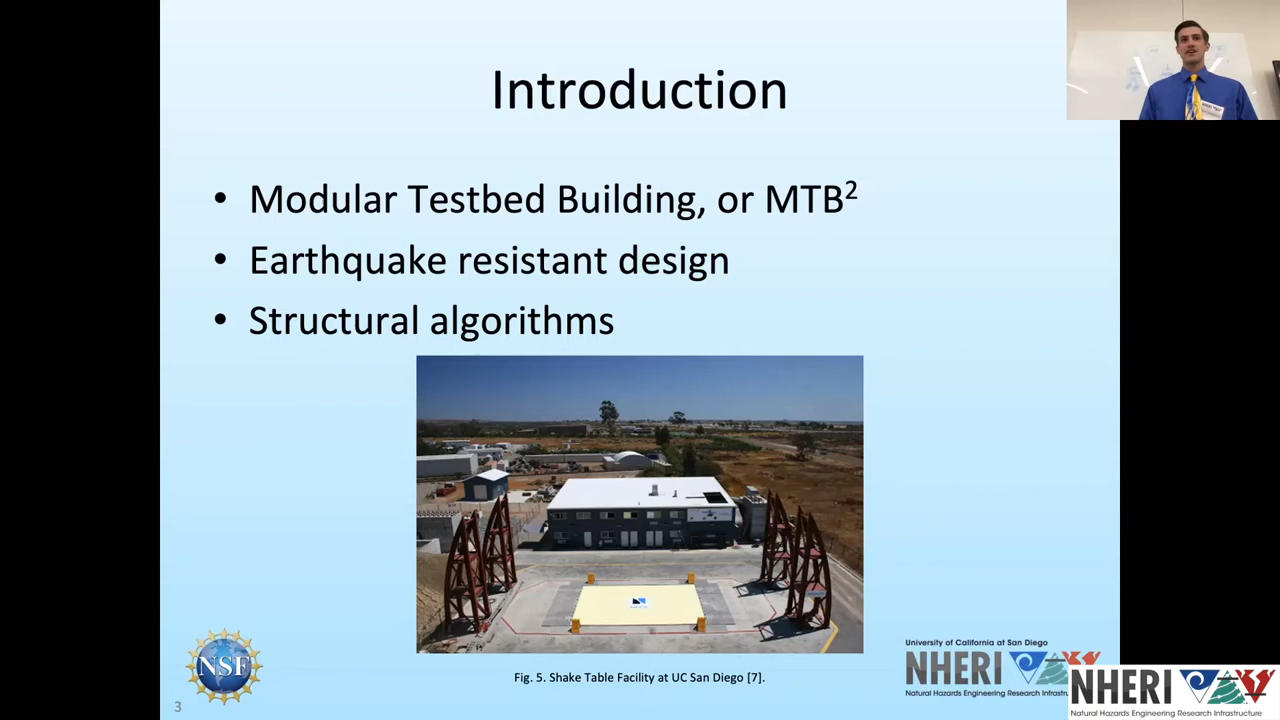 Introduction
• Modular Testbed Building, or MTB²
• Earthquake resistant design
• Structural algorithms
Fig. 5. Shake Table Facility at UC San Diego [7].
NSF
3
University of California at San Diego
NHERI
Natural Hazards Engineering Research Infrastru
NHERI
Natural Hazards Engineering Research Infrastructure